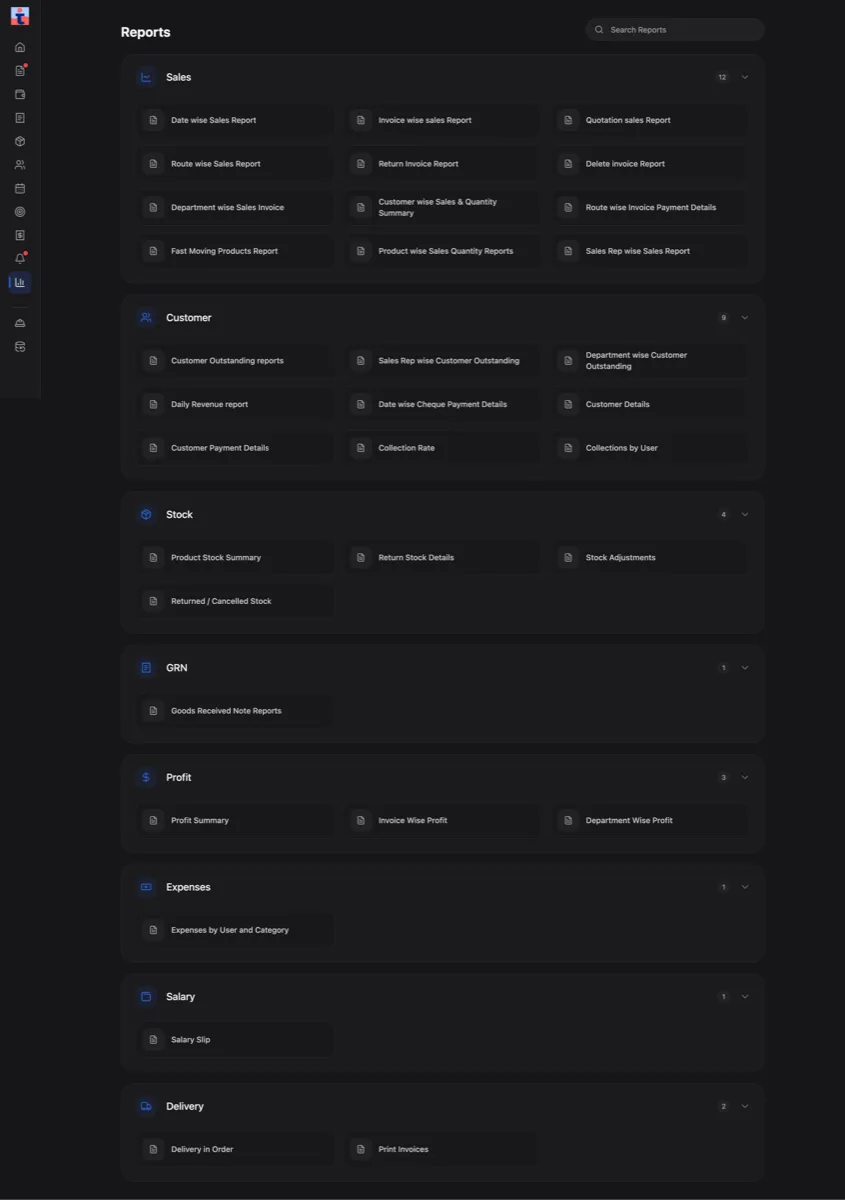 Reports
Search Reports
Sales
12
Date wise Sales Report
Invoice wise sales Report
Quotation sales Report
Route wise Sales Report
Return Invoice Report
Delete invoice Report
Department wise Sales Invoice
Customer wise Sales & Quantity
Summary
Route wise Invoice Payment Details
Fast Moving Products Report
Product wise Sales Quantity Reports
Sales Rep wise Sales Report
Customer
9
Customer Outstanding reports
Sales Rep wise Customer Outstanding
Department wise Customer
Outstanding
Daily Revenue report
Date wise Cheque Payment Details
Customer Details
Customer Payment Details
Collection Rate
Collections by User
Stock
4
Product Stock Summary
Return Stock Details
Stock Adjustments
Returned / Cancelled Stock
GRN
1
Goods Received Note Reports
Profit
3
Profit Summary
Invoice Wise Profit
Department Wise Profit
Expenses
1
Expenses by User and Category
Salary
1
Salary Slip
Delivery
2
Delivery in Order
Print Invoices